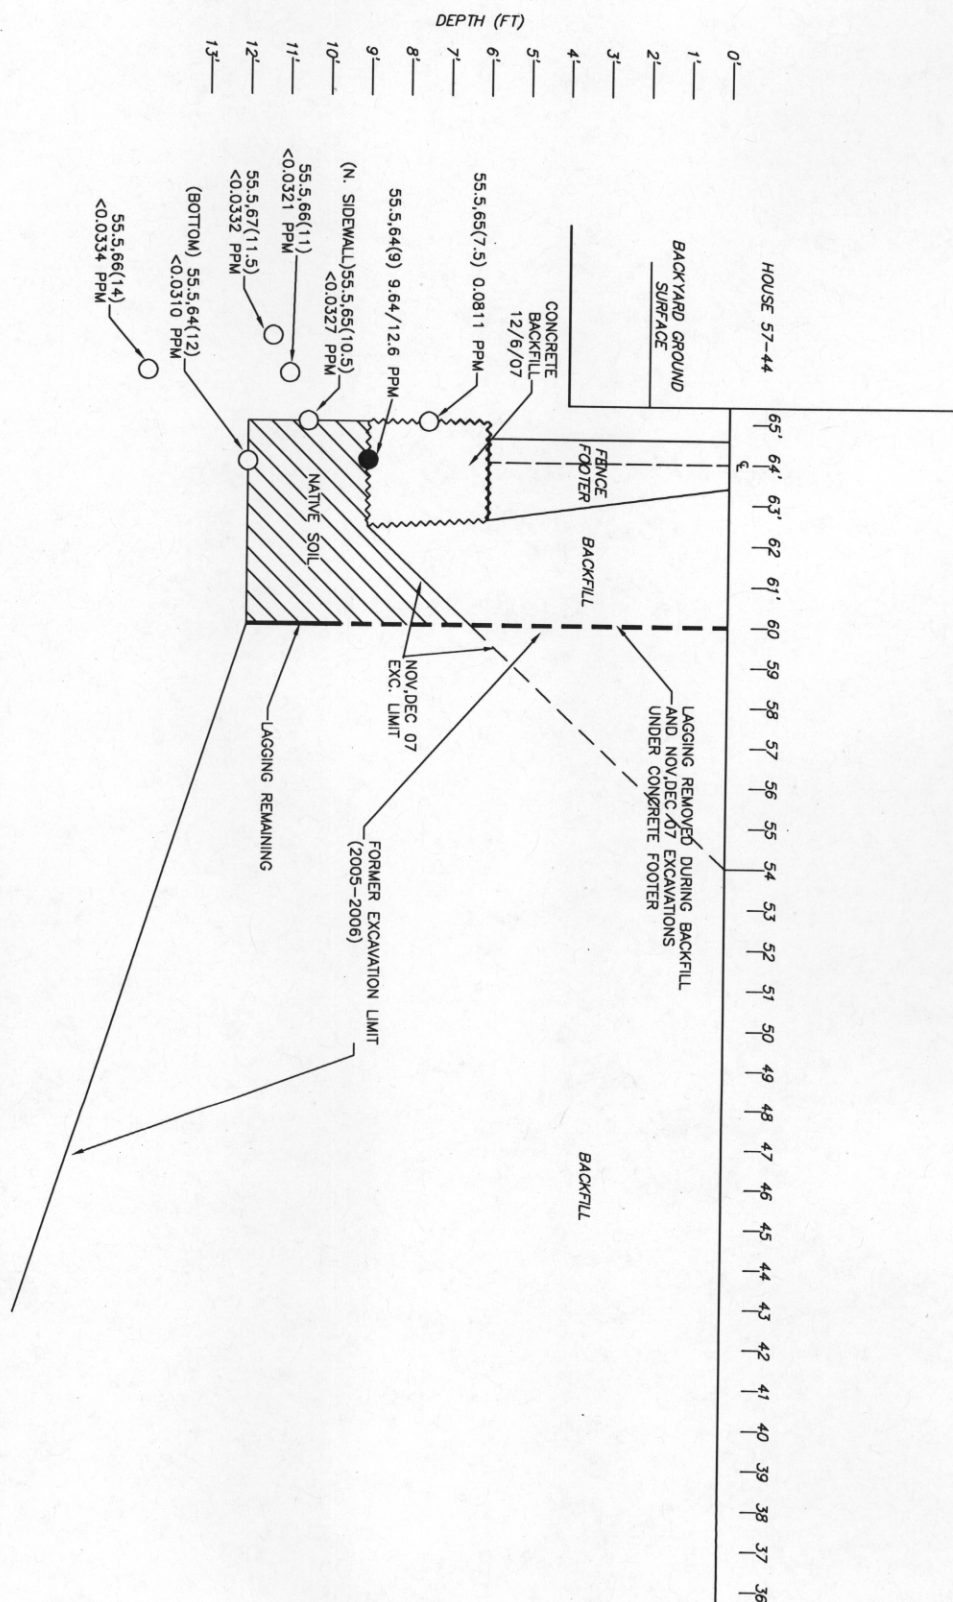 HOUSE 57-44
65'
64'
63'
62
61'
60
59
58
57
56
55
54
53
52
51
50
49
48
47
46
45
44
43
42
41
40
39
38
37
36
℄
DEPTH (FT)
0'
1'
2'
3'
4'
5'
6'
7'
8'
9'
10'
11'
12'
13'
BACKYARD GROUND
SURFACE
LAGGING REMOVED DURING BACKFILL
AND NOV,DEC/07 EXCAVATIONS
UNDER CONCRETE FOOTER
FENCE
FOOTER
BACKFILL
BACKFILL
CONCRETE
BACKFILL
12/6/07
55.5,65(7.5) 0.0811 PPM
55.5,64(9) 9.64/12.6 PPM
NOV,DEC 07
EXC. LIMIT
FORMER EXCAVATION LIMIT
(2005-2006)
(N. SIDEWALL)55.5,65(10.5)
<0.0327 PPM
NATIVE SOIL
55.5,66(11)
<0.0321 PPM
LAGGING REMAINING
55.5,67(11.5)
<0.0332 PPM
(BOTTOM) 55.5,64(12)
<0.0310 PPM
55.5,66(14)
<0.0334 PPM